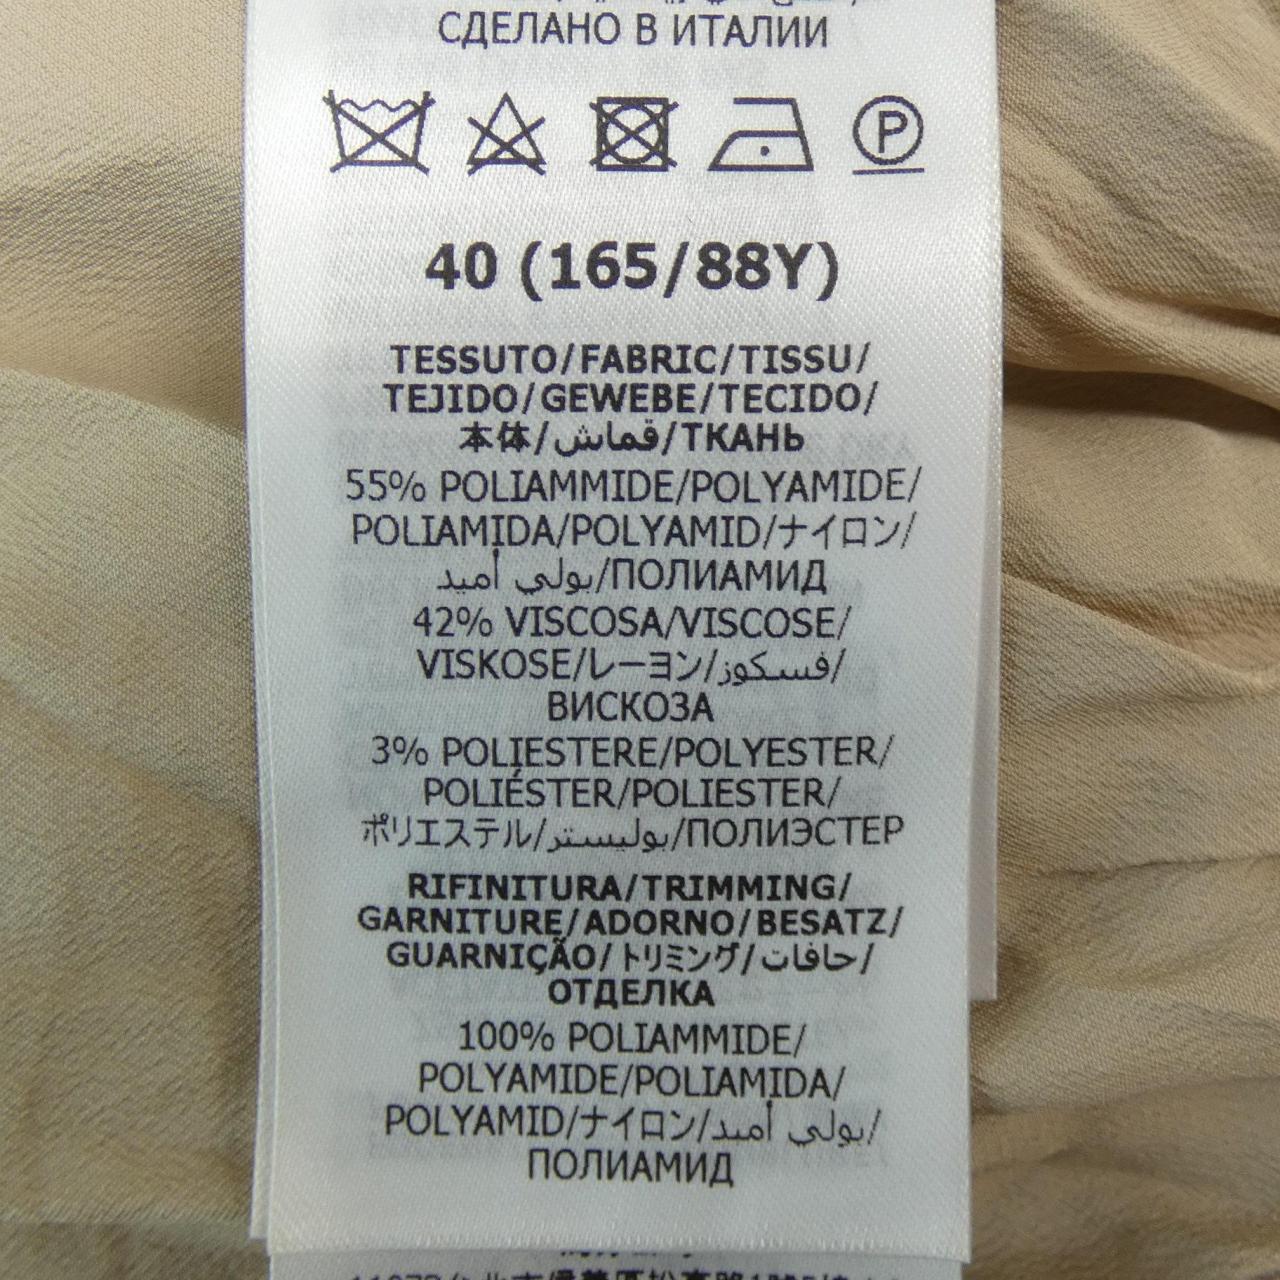 СДЕЛАНО В ИТАЛИИ
P
40 (165/88Y)
TESSUTO/FABRIC/TISSU/
TEJIDO/GEWEBE/TECIDO/
本体/قماش/ТКАНЬ
55% POLIAMMIDE/POLYAMIDE/
POLIAMIDA/POLYAMID/ナイロン/
بولي أميد/ПОЛИАМИД
42% VISCOSA/VISCOSE/
VISKOSE/レーヨン/فسكوز/
ВИСКОЗА
3% POLIESTERE/POLYESTER/
POLIÉSTER/POLIESTER/
ポリエステル/بوليستر/ПОЛИЭСТЕР
RIFINITURA/TRIMMING/
GARNITURE/ADORNO/BESATZ/
GUARNIÇÃO/トリミング/حافات/
ОТДЕЛКА
100% POLIAMMIDE/
POLYAMIDE/POLIAMIDA/
POLYAMID/ナイロン/بولي أميد/
ПОЛИАМИД